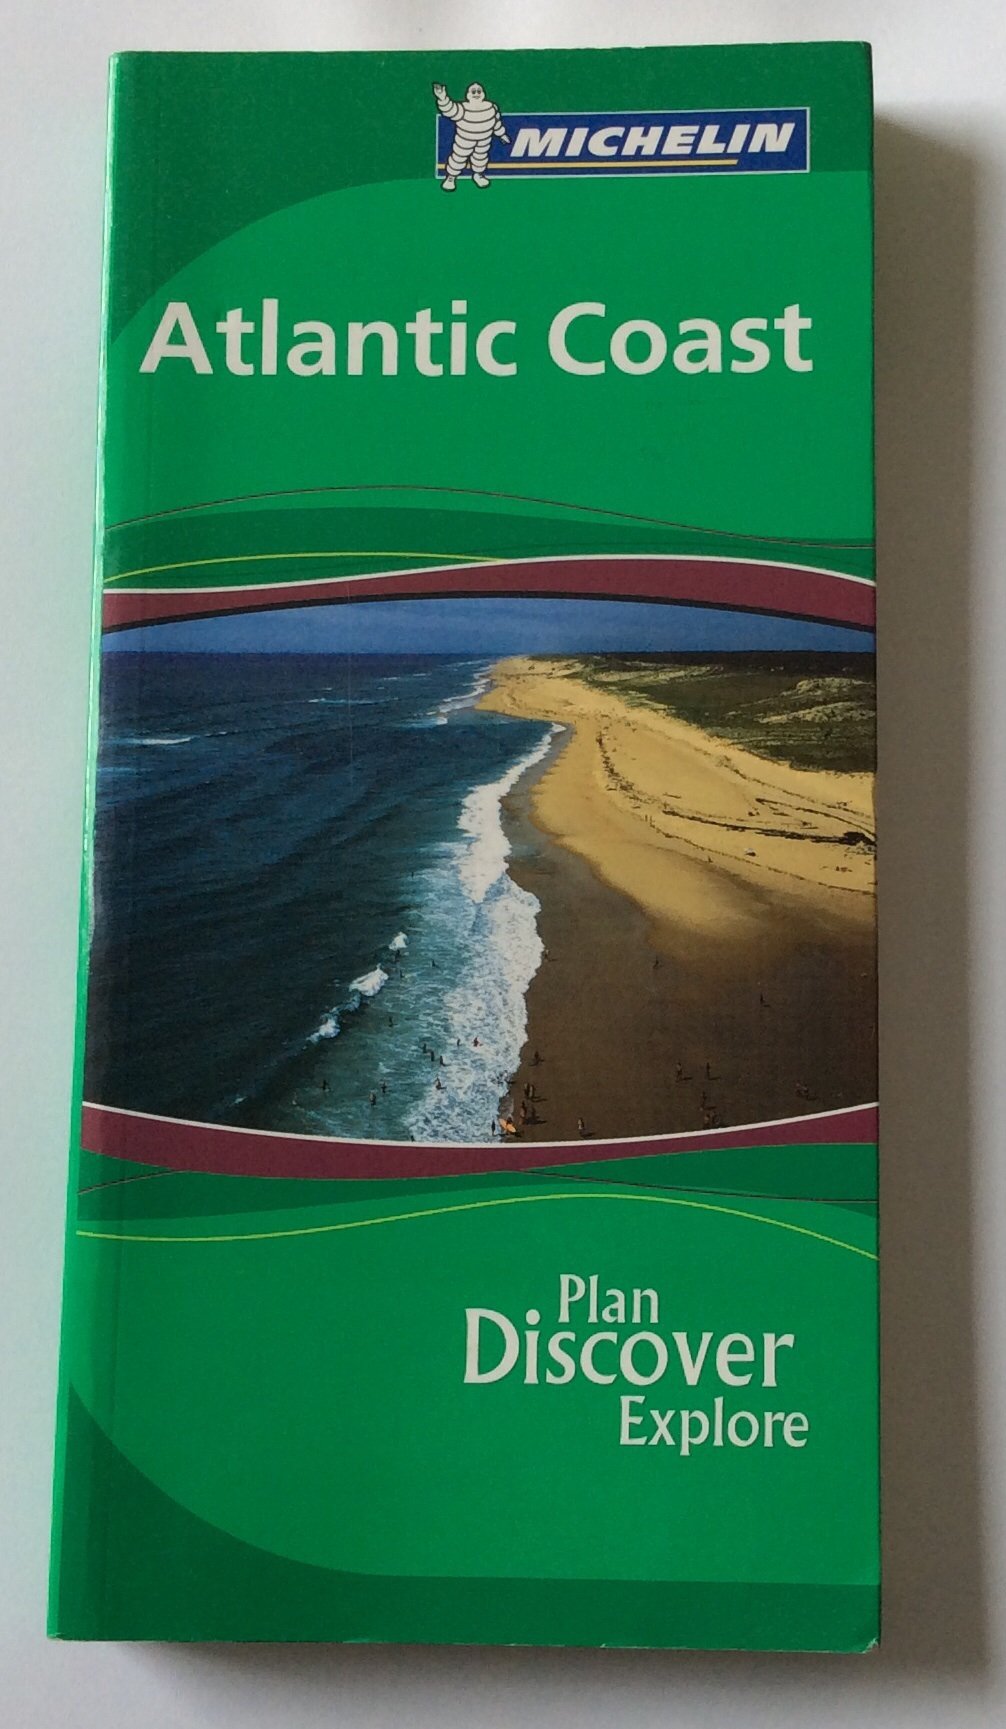 MICHELIN
Atlantic Coast
Plan
Discover
Explore